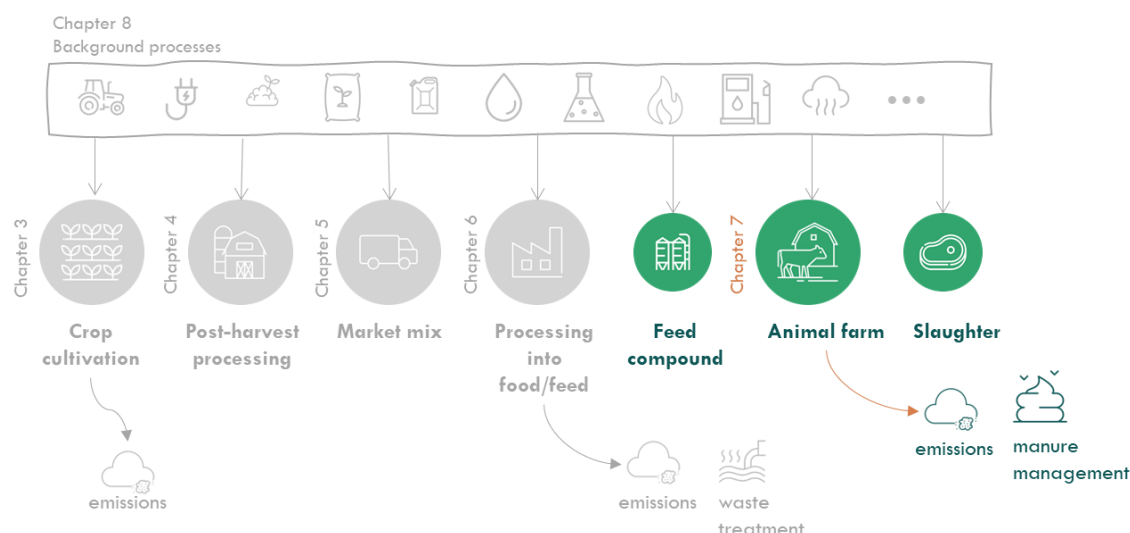 Chapter 8
Background processes
Chapter 3
Chapter 4
Chapter 5
Chapter 6
Chapter 7
Crop
cultivation
Post-harvest
processing
Market mix
Processing
into
food/feed
Feed
compound
Animal farm
Slaughter
emissions
manure
management
emissions
emissions
waste
treatment